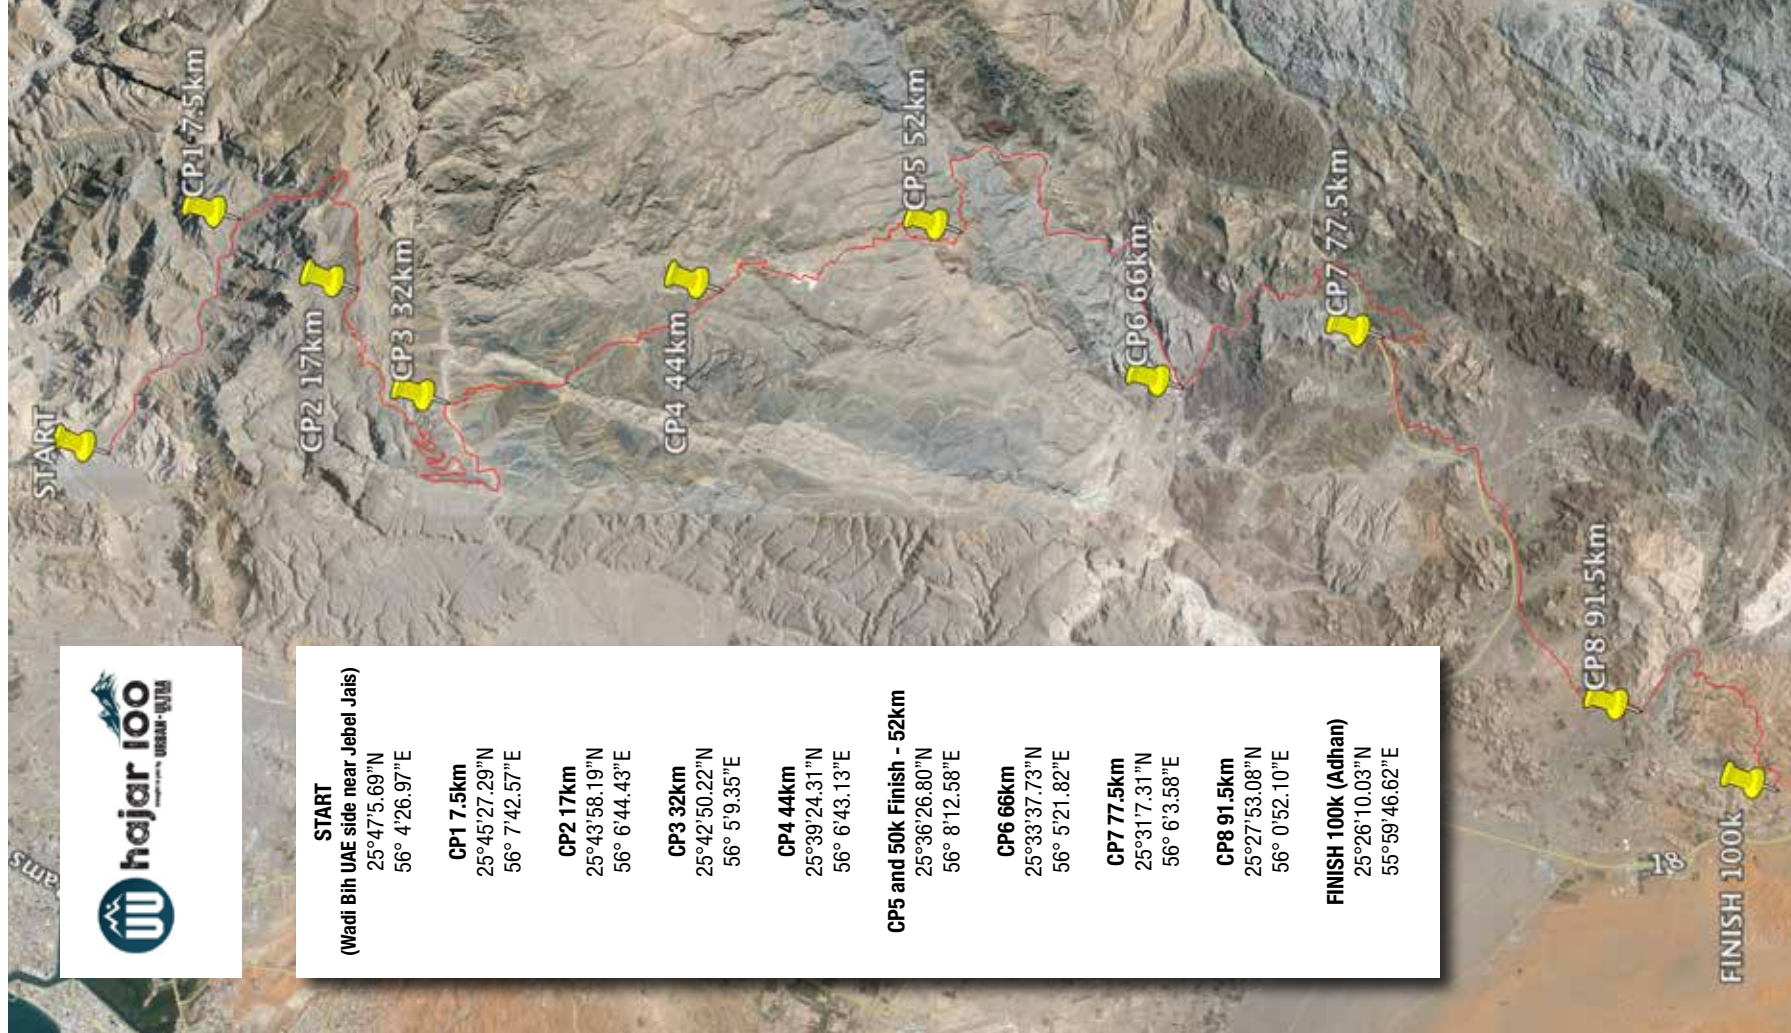 hajar 100
URBAN-ULTRA
START
(Wadi Bih UAE side near Jebel Jais)
25°47’5.69”N
56° 4’26.97”E
CP1 7.5km
25°45’27.29”N
56° 7’42.57”E
CP2 17km
25°43’58.19”N
56° 6’44.43”E
CP3 32km
25°42’50.22”N
56° 5’9.35”E
CP4 44km
25°39’24.31”N
56° 6’43.13”E
CP5 and 50k Finish - 52km
25°36’26.80”N
56° 8’12.58”E
CP6 66km
25°33’37.73”N
56° 5’21.82”E
CP7 77.5km
25°31’7.31”N
56° 6’3.58”E
CP8 91.5km
25°27’53.08”N
56° 0’52.10”E
FINISH 100k (Adhan)
25°26’10.03”N
55°59’46.62”E
START
CP1 7.5km
CP2 17km
CP3 32km
CP4 44km
CP5 52km
CP6 66km
CP7 77.5km
CP8 91.5km
FINISH 100k
18